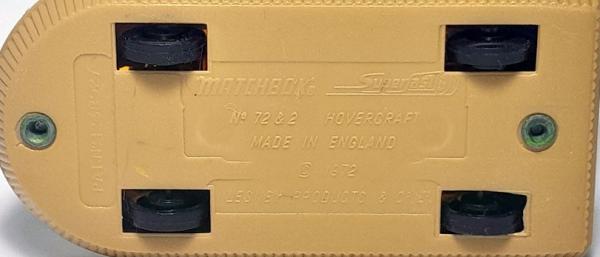 MATCHBOX Superfast
Nº 72 & 2 HOVERCRAFT
MADE IN ENGLAND
© 1972
LESNEY PRODUCTS & Cº LTD